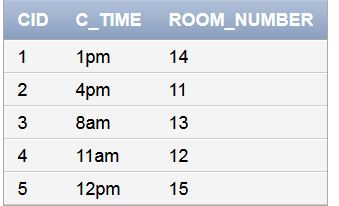 CID C_TIME ROOM_NUMBER
1 1pm 14
2 4pm 11
3 8am 13
4 11am 12
5 12pm 15